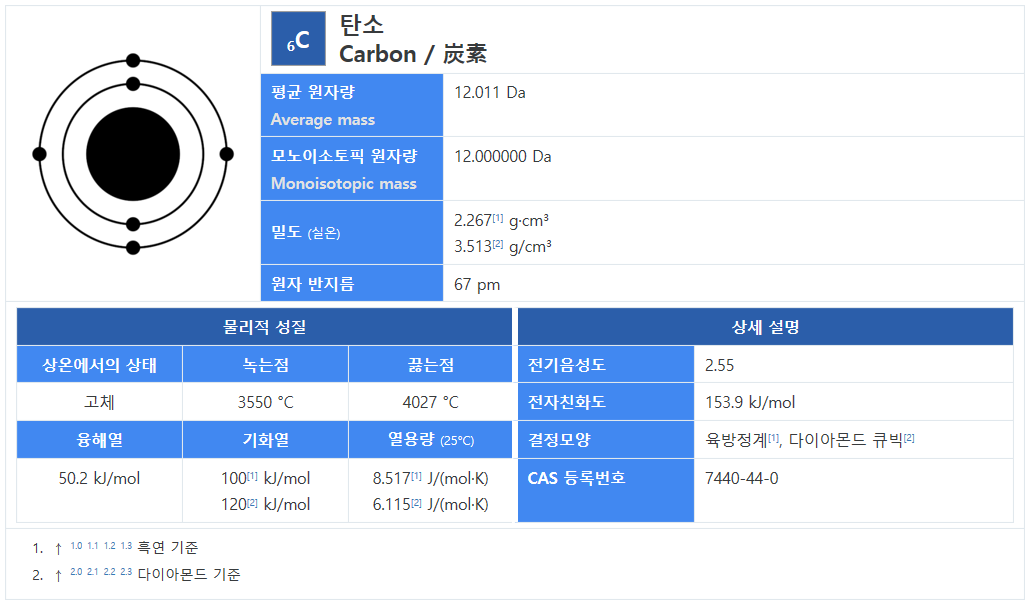 ₆C
탄소
Carbon / 炭素
평균 원자량
Average mass
12.011 Da
모노이소토픽 원자량
Monoisotopic mass
12.000000 Da
밀도 (실온)
2.267[1] g·cm³
3.513[2] g/cm³
원자 반지름
67 pm
물리적 성질
상온에서의 상태 녹는점 끓는점
고체 3550 °C 4027 °C
융해열 기화열 열용량 (25°C)
50.2 kJ/mol 100[1] kJ/mol 8.517[1] J/(mol·K)
120[2] kJ/mol 6.115[2] J/(mol·K)
상세 설명
전기음성도 2.55
전자친화도 153.9 kJ/mol
결정모양 육방정계[1], 다이아몬드 큐빅[2]
CAS 등록번호 7440-44-0
1. ↑ 1.0 1.1 1.2 1.3 흑연 기준
2. ↑ 2.0 2.1 2.2 2.3 다이아몬드 기준